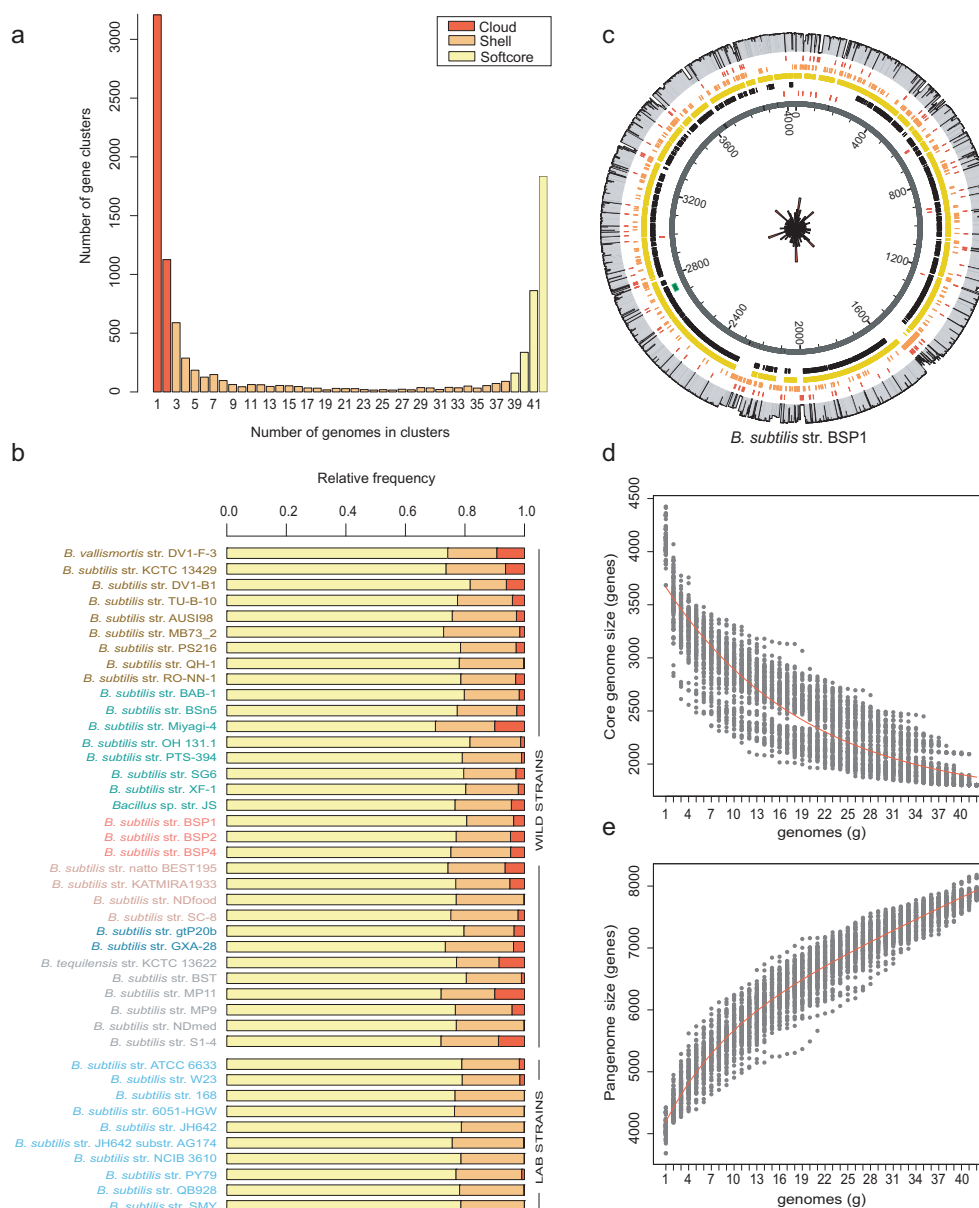 a
Cloud
Shell
Softcore
Number of gene clusters
0
500
1000
1500
2000
2500
3000
1 3 5 7 9 11 13 15 17 19 21 23 25 27 29 31 33 35 37 39 41
Number of genomes in clusters
b
Relative frequency
0.0 0.2 0.4 0.6 0.8 1.0
B. vallismortis str. DV1-F-3
B. subtilis str. KCTC 13429
B. subtilis str. DV1-B1
B. subtilis str. TU-B-10
B. subtilis str. AUSI98
B. subtilis str. MB73_2
B. subtilis str. PS216
B. subtilis str. QH-1
B. subtilis str. RO-NN-1
B. subtilis str. BAB-1
B. subtilis str. BSn5
B. subtilis str. Miyagi-4
B. subtilis str. OH 131.1
B. subtilis str. PTS-394
B. subtilis str. SG6
B. subtilis str. XF-1
Bacillus sp. str. JS
B. subtilis str. BSP1
B. subtilis str. BSP2
B. subtilis str. BSP4
B. subtilis str. natto BEST195
B. subtilis str. KATMIRA1933
B. subtilis str. NDfood
B. subtilis str. SC-8
B. subtilis str. gtP20b
B. subtilis str. GXA-28
B. tequilensis str. KCTC 13622
B. subtilis str. BST
B. subtilis str. MP11
B. subtilis str. MP9
B. subtilis str. NDmed
B. subtilis str. S1-4
B. subtilis str. ATCC 6633
B. subtilis str. W23
B. subtilis str. 168
B. subtilis str. 6051-HGW
B. subtilis str. JH642
B. subtilis str. JH642 substr. AG174
B. subtilis str. NCIB 3610
B. subtilis str. PY79
B. subtilis str. QB928
B. subtilis str. SMY
WILD STRAINS
LAB STRAINS
c
0
400
800
1200
1600
2000
2400
2800
3200
3600
4000
B. subtilis str. BSP1
d
Core genome size (genes)
4500
4000
3500
3000
2500
2000
1 4 7 10 13 16 19 22 25 28 31 34 37 40
genomes (g)
e
Pangenome size (genes)
8000
7000
6000
5000
4000
1 4 7 10 13 16 19 22 25 28 31 34 37 40
genomes (g)